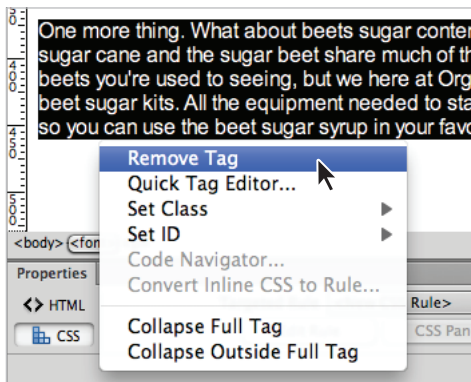 One more thing. What about beets sugar conten
sugar cane and the sugar beet share much of th
beets you're used to seeing, but we here at Org
beet sugar kits. All the equipment needed to sta
so you can use the beet sugar syrup in your favo
Remove Tag
Quick Tag Editor...
Set Class
Set ID
Code Navigator...
Convert Inline CSS to Rule...
Collapse Full Tag
Collapse Outside Full Tag
<body> <fon
Properties
<> HTML
Rule>
CSS
CSS Pan
400
450
500